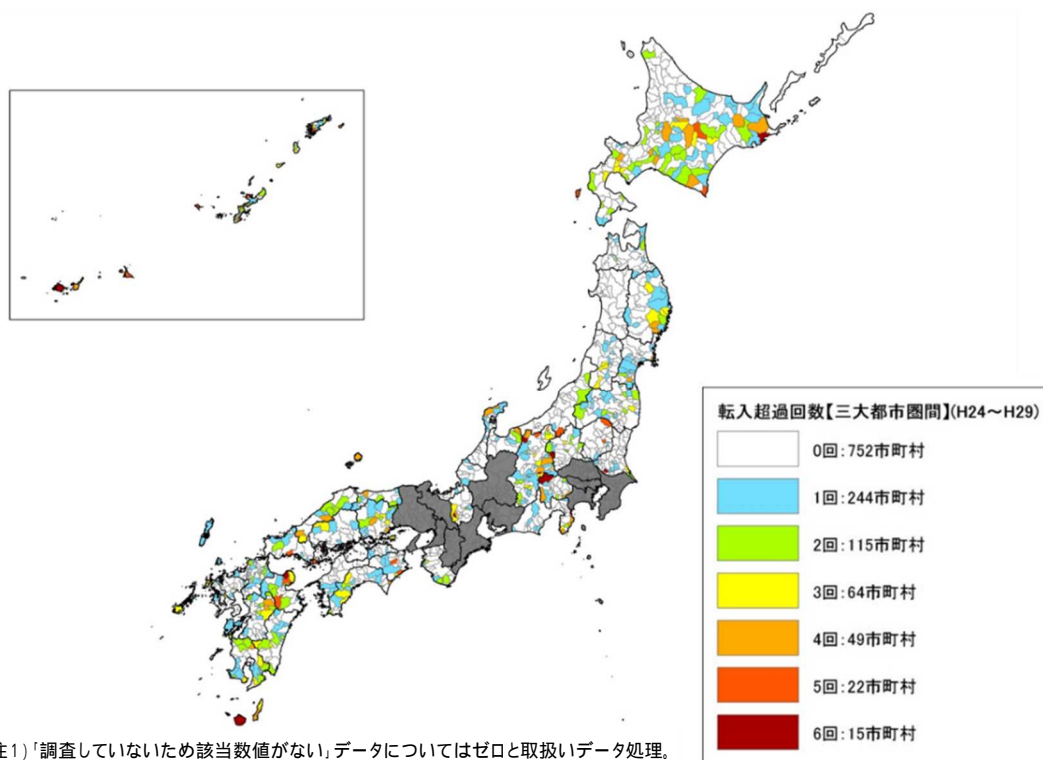 転入超過回数【三大都市圏間】(H24～H29)
0回:752市町村
1回:244市町村
2回:115市町村
3回:64市町村
4回:49市町村
5回:22市町村
6回:15市町村
注1)「調査していないため該当数値がない」データについてはゼロと取扱いデータ処理。